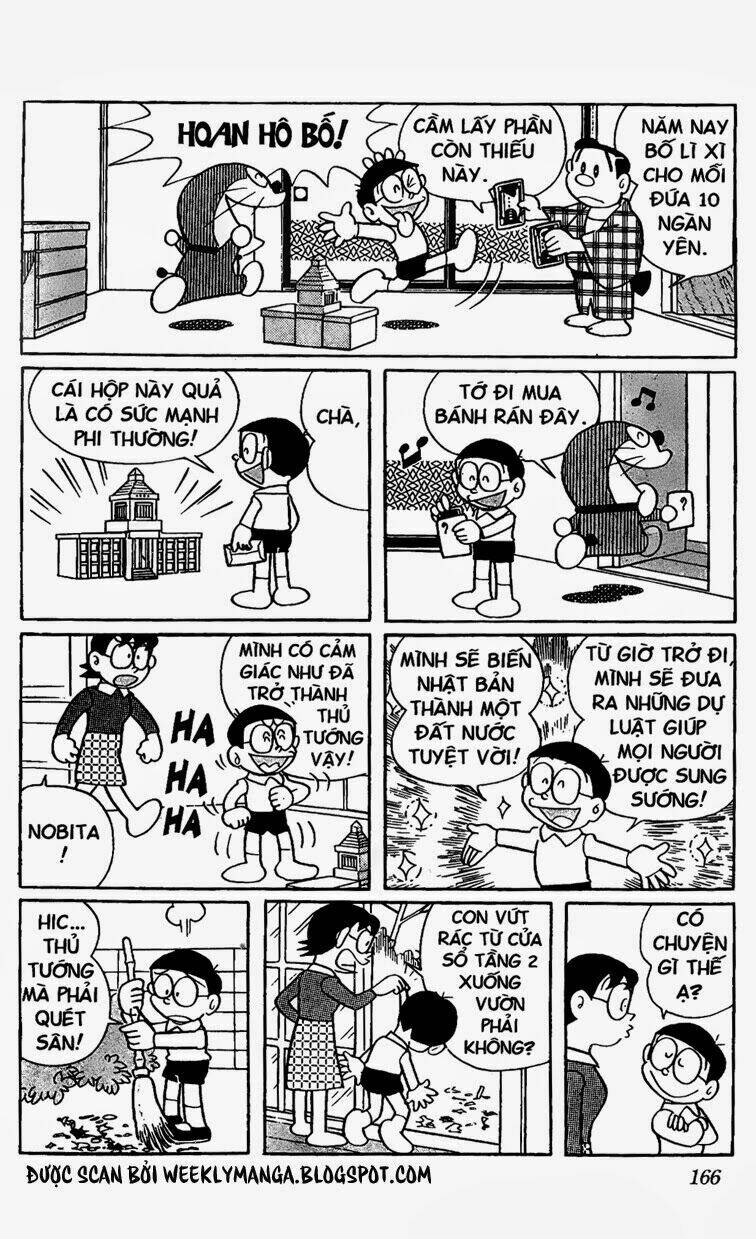 HOAN HÔ BỐ!
CẦM LẤY PHẦN
CÒN THIẾU
NÀY.
NĂM NAY
BỐ LÌ XÌ
CHO MỖI
ĐỨA 10
NGÀN
YÊN.
CÁI HỘP NÀY QUẢ
LÀ CÓ SỨC MẠNH
PHI THƯỜNG!
CHÀ,
TỚ ĐI MUA
BÁNH RÁN ĐÂY.
?
?
NOBITA
!
HA
HA
HA
MÌNH CÓ CẢM
GIÁC NHƯ ĐÃ
TRỞ THÀNH
THỦ
TƯỚNG
VẬY!
MÌNH SẼ BIẾN
NHẬT BẢN
THÀNH MỘT
ĐẤT NƯỚC
TUYỆT VỜI!
TỪ GIỜ TRỞ ĐI,
MÌNH SẼ ĐƯA
RA NHỮNG DỰ
LUẬT GIÚP
MỌI NGƯỜI
ĐƯỢC SUNG
SƯỚNG!
HIC...
THỦ
TƯỚNG
MÀ PHẢI
QUÉT
SÂN!
CON VỨT
RÁC TỪ CỬA
SỔ TẦNG 2
XUỐNG
VƯỜN
PHẢI
KHÔNG?
CÓ
CHUYỆN
GÌ THẾ
Ạ?
ĐƯỢC SCAN BỞI WEEKLYMANGA.BLOGSPOT.COM
166